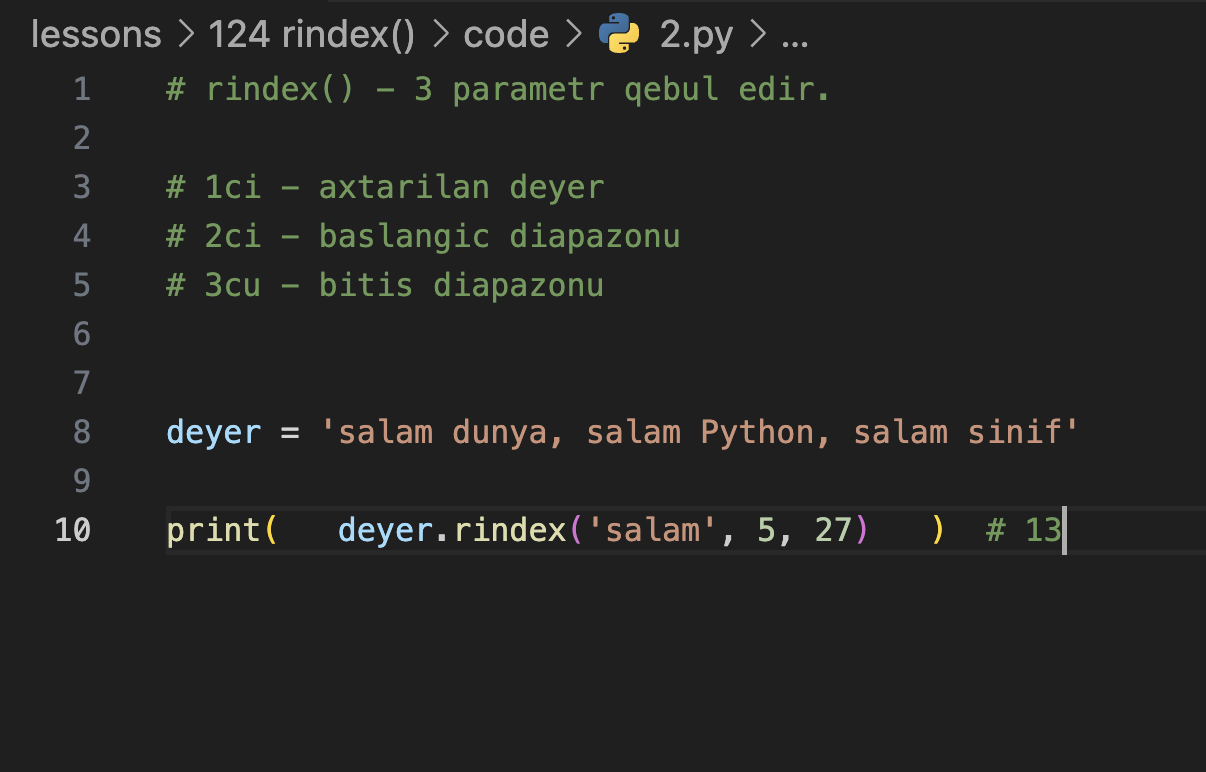 lessons > 124 rindex() > code > 2.py > ...
1 # rindex() - 3 parametr qebul edir.
2
3 # 1ci - axtarilan deyer
4 # 2ci - baslangic diapazonu
5 # 3cu - bitis diapazonu
6
7
8 deyer = 'salam dunya, salam Python, salam sinif'
9
10 print(   deyer.rindex('salam', 5, 27)   )  # 13